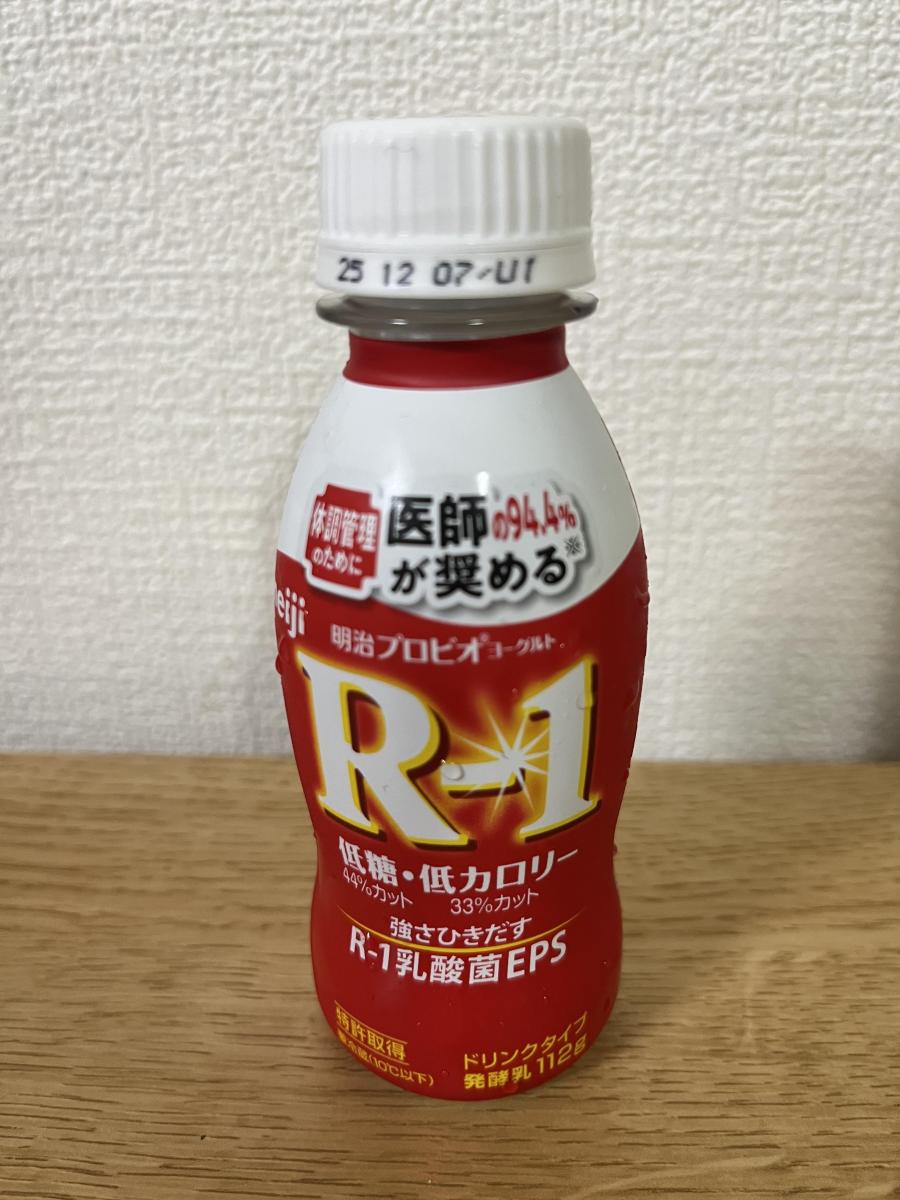 25 12 07-U1
体調管理
のために
医師の94.4%
が奨める※
eiji
明治プロビオヨーグルト
R-1
低糖・低カロリー
44%カット 33%カット
強さひきだす
R-1乳酸菌EPS
特許取得
要冷蔵(10℃以下)
ドリンクタイプ
発酵乳 112g